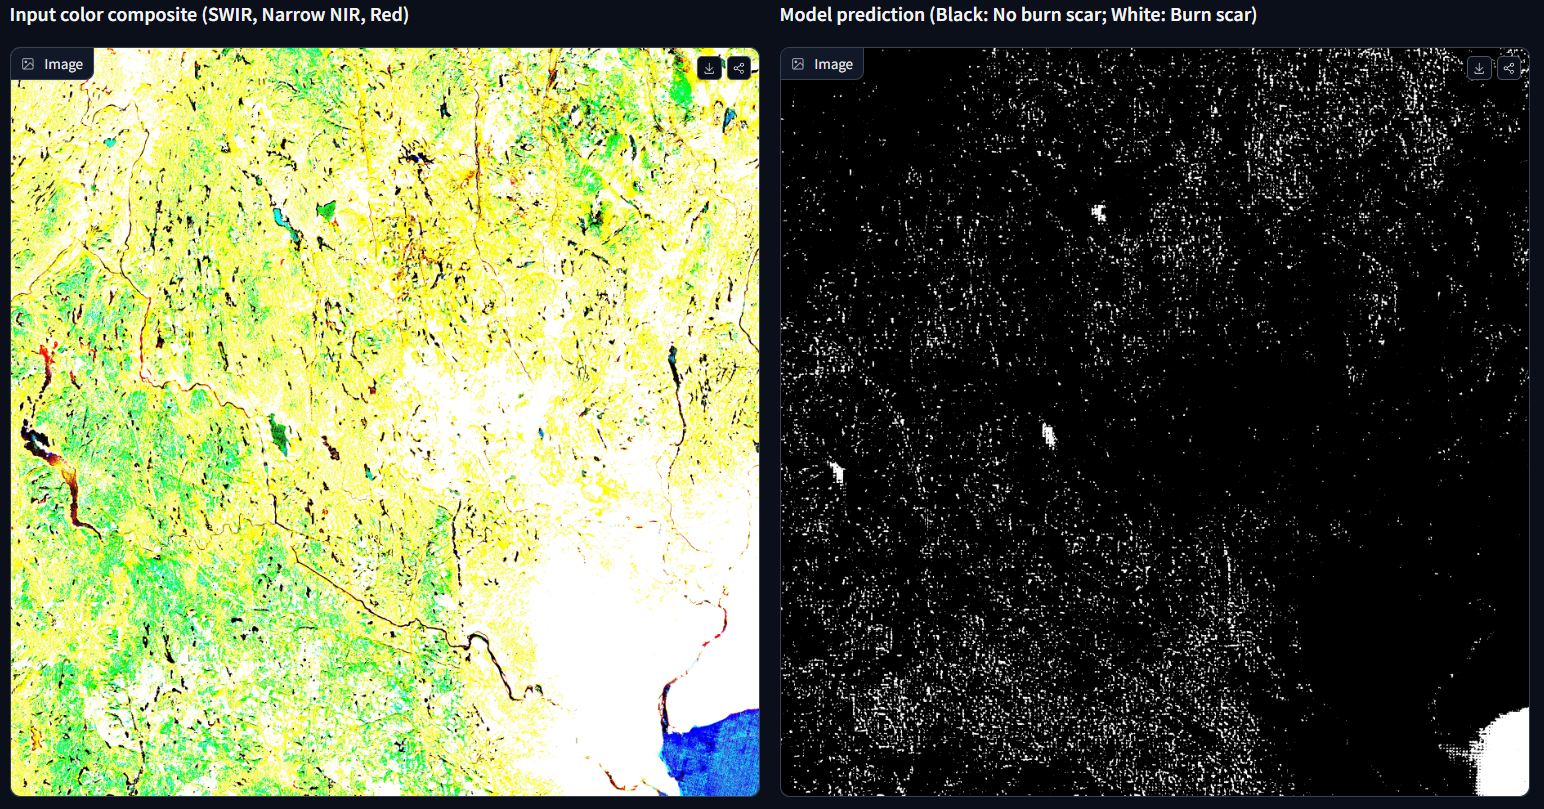 Input color composite (SWIR, Narrow NIR, Red)
Model prediction (Black: No burn scar; White: Burn scar)
Image
Image